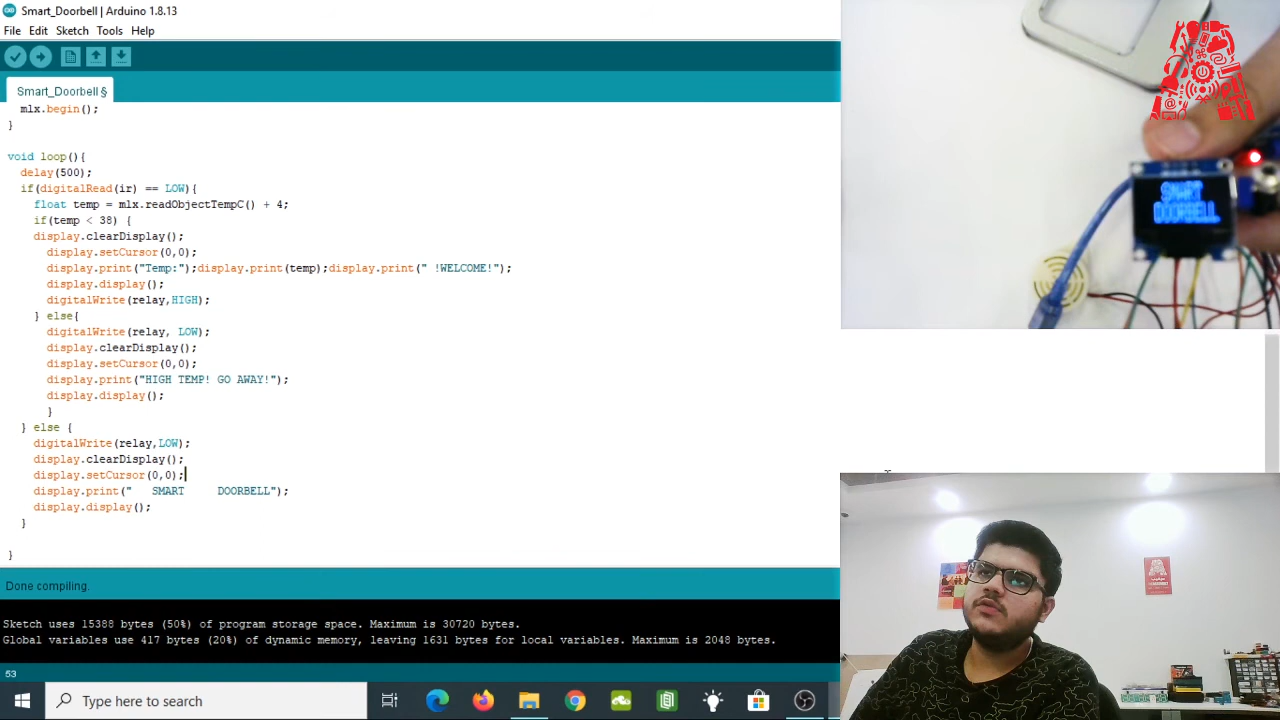 Smart_Doorbell | Arduino 1.8.13
File Edit Sketch Tools Help
Smart_Doorbell §
mlx.begin();
}
void loop(){
delay(500);
if(digitalRead(ir) == LOW){
float temp = mlx.readObjectTempC() + 4;
if(temp < 38) {
display.clearDisplay();
display.setCursor(0,0);
display.print("Temp:");display.print(temp);display.print(" !WELCOME!");
display.display();
digitalWrite(relay,HIGH);
} else{
digitalWrite(relay, LOW);
display.clearDisplay();
display.setCursor(0,0);
display.print("HIGH TEMP! GO AWAY!");
display.display();
}
} else {
digitalWrite(relay,LOW);
display.clearDisplay();
display.setCursor(0,0);
display.print("   SMART     DOORBELL");
display.display();
}
}
Done compiling.
Sketch uses 15388 bytes (50%) of program storage space. Maximum is 30720 bytes.
Global variables use 417 bytes (20%) of dynamic memory, leaving 1631 bytes for local variables. Maximum is 2048 bytes.
53
Type here to search
SMART
DOORBELL